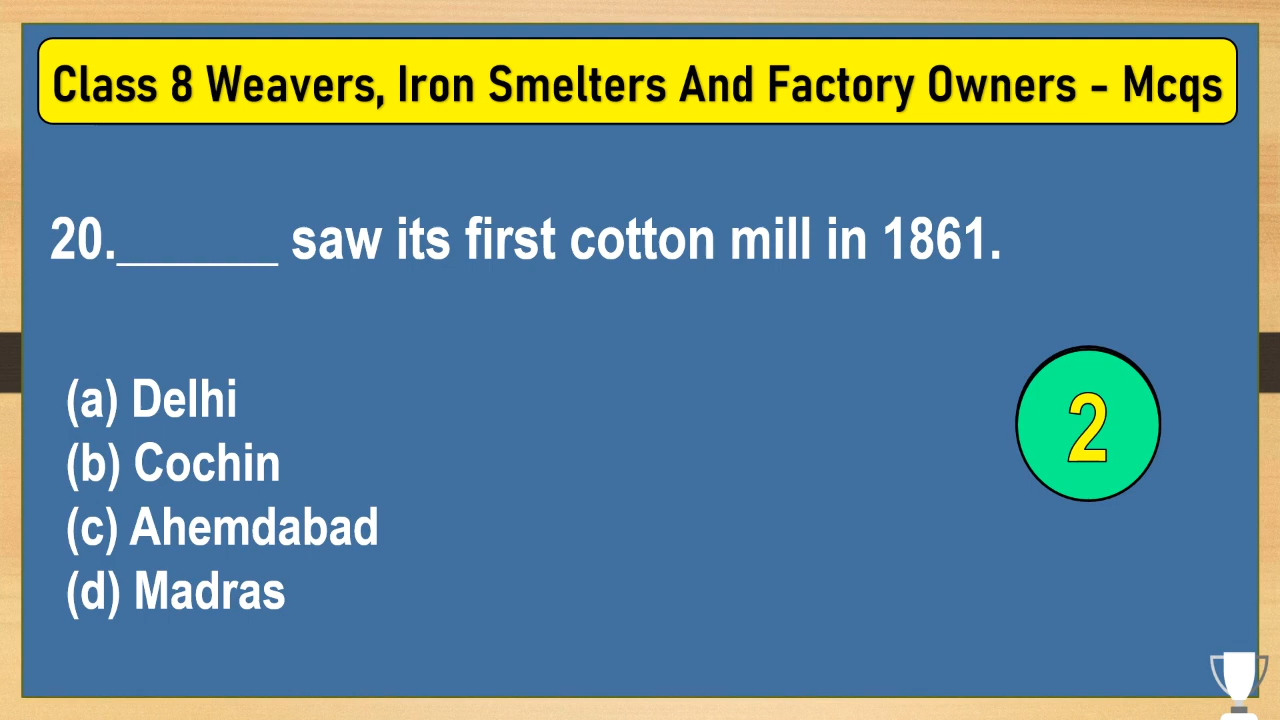 Class 8 Weavers, Iron Smelters And Factory Owners - Mcqs
20.______ saw its first cotton mill in 1861.
(a) Delhi
(b) Cochin
2
(c) Ahemdabad
(d) Madras